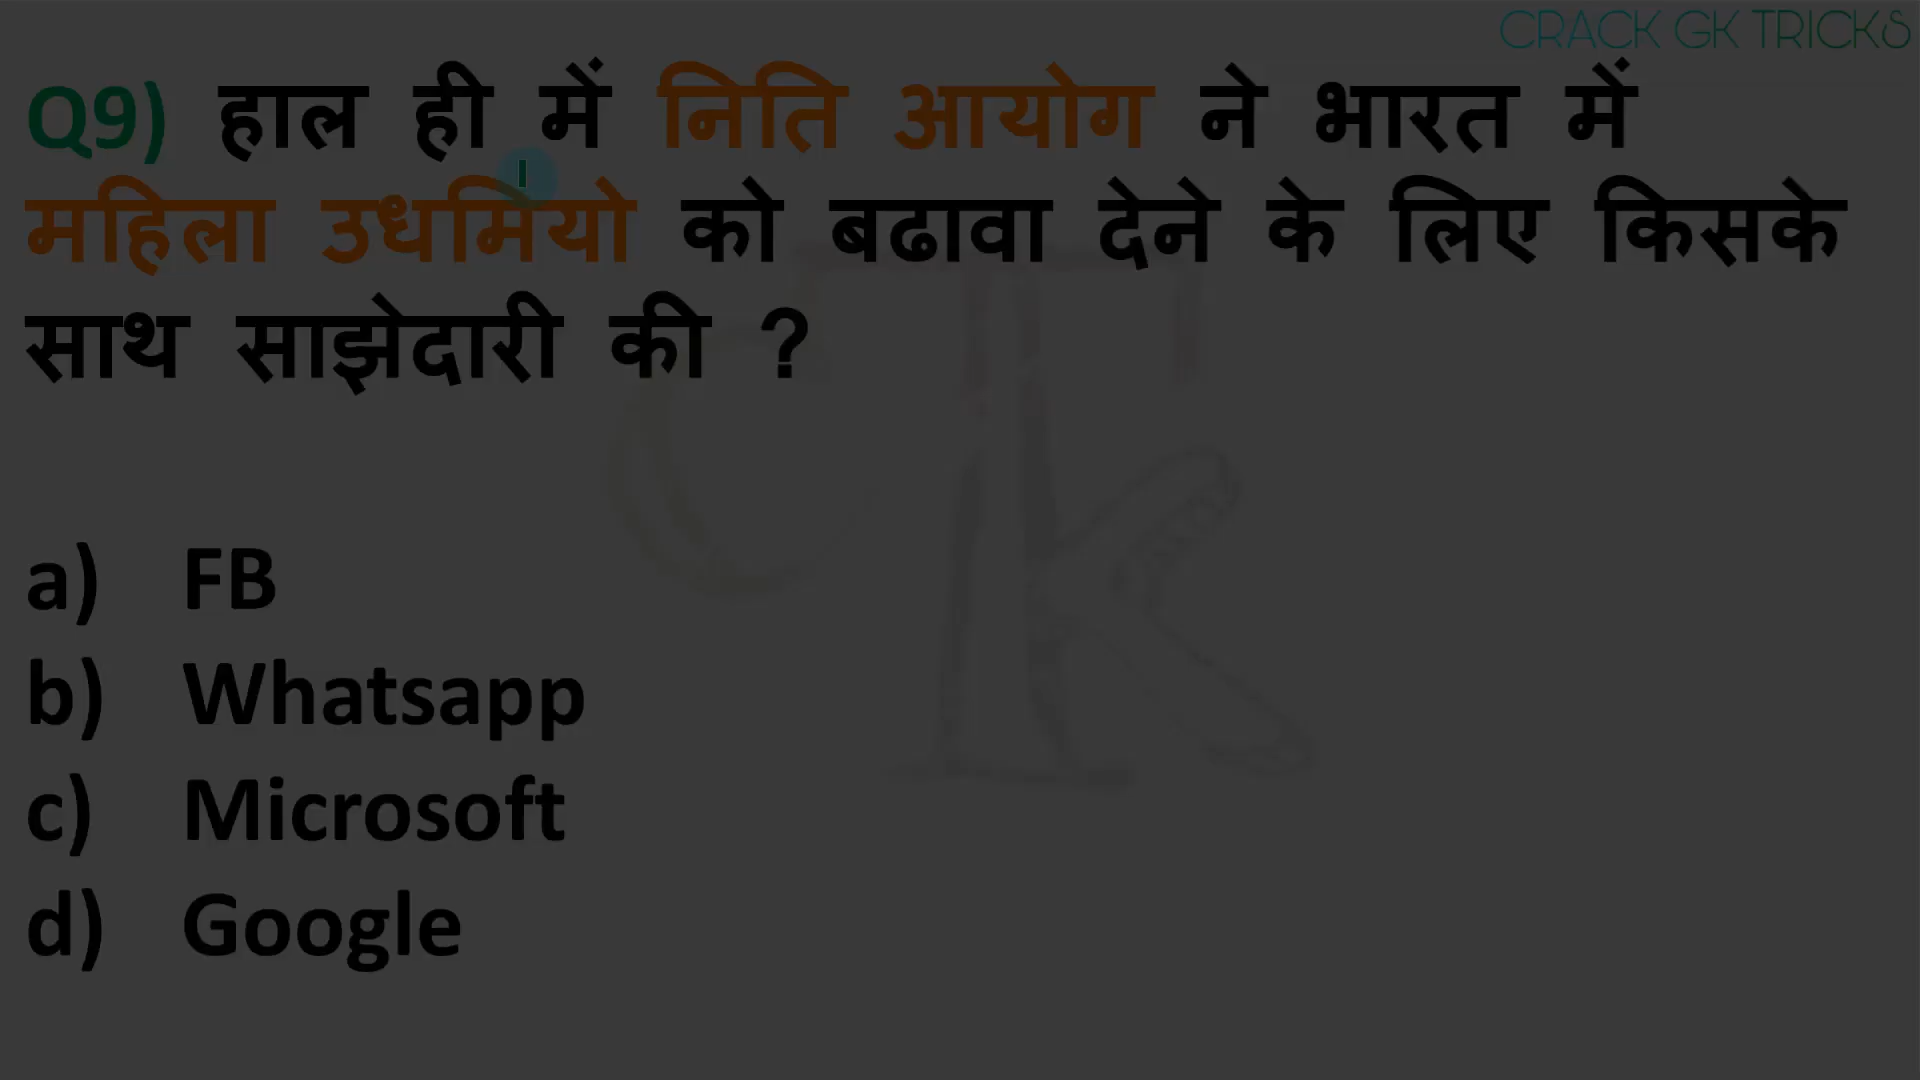 CRACK GK TRICKS
Q9) हाल ही में निति आयोग ने भारत में
महिला उधमियो को बढावा देने के लिए किसके
साथ साझेदारी की ?
a) FB
b) Whatsapp
c) Microsoft
d) Google